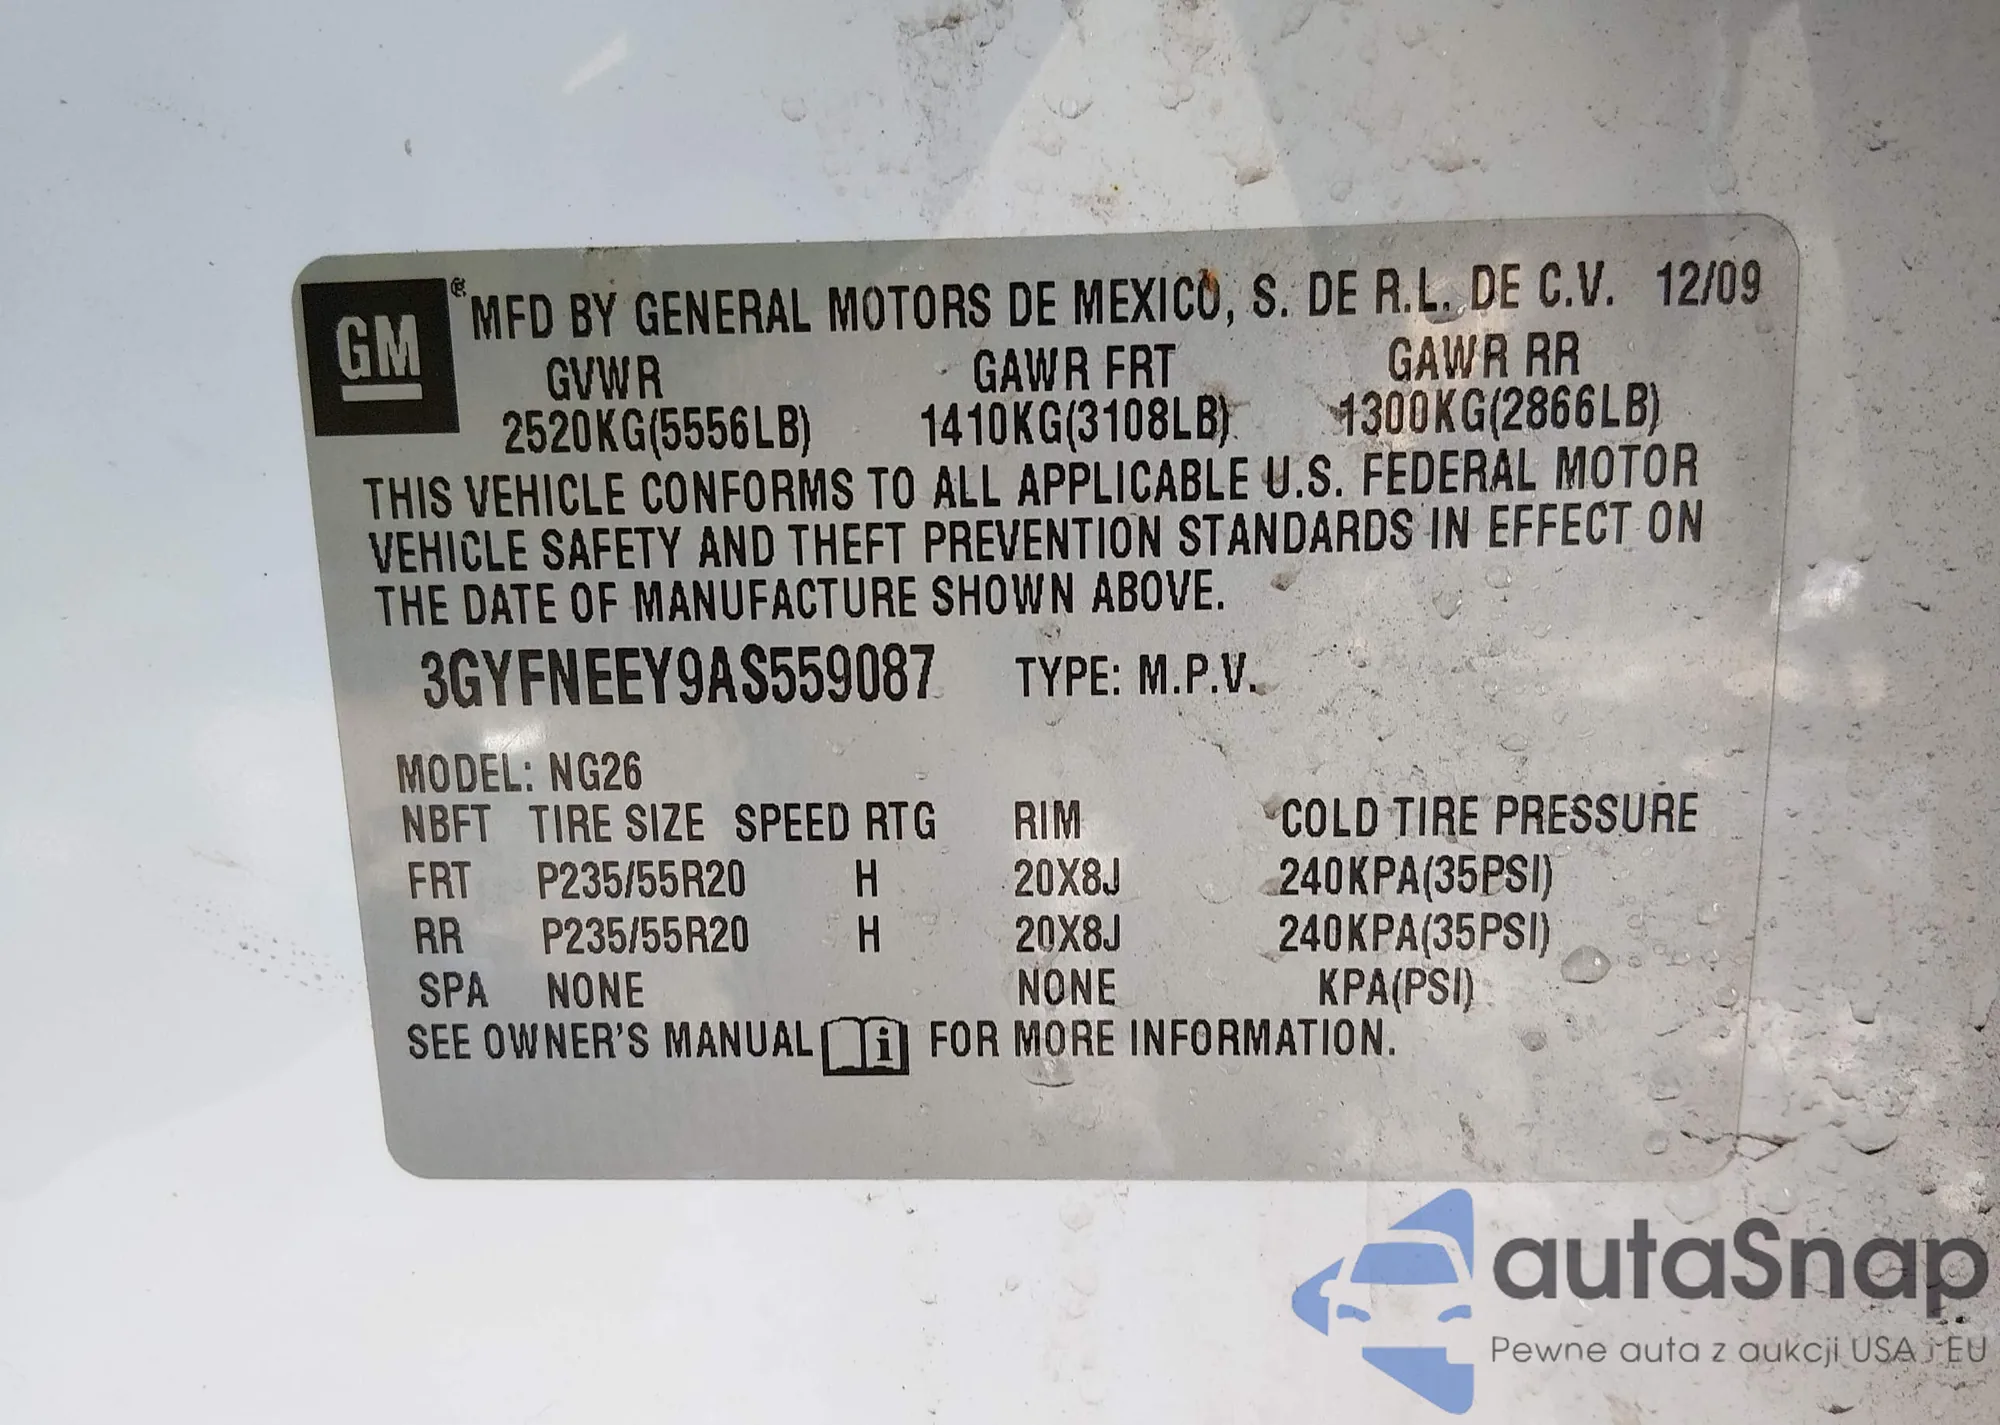 GM ® MFD BY GENERAL MOTORS DE MEXICO, S. DE R.L. DE C.V. 12/09
GVWR GAWR FRT GAWR RR
2520KG(5556LB) 1410KG(3108LB) 1300KG(2866LB)
THIS VEHICLE CONFORMS TO ALL APPLICABLE U.S. FEDERAL MOTOR
VEHICLE SAFETY AND THEFT PREVENTION STANDARDS IN EFFECT ON
THE DATE OF MANUFACTURE SHOWN ABOVE.
3GYFNEEY9AS559087 TYPE: M.P.V.
MODEL: NG26
NBFT TIRE SIZE SPEED RTG RIM COLD TIRE PRESSURE
FRT P235/55R20 H 20X8J 240KPA(35PSI)
RR P235/55R20 H 20X8J 240KPA(35PSI)
SPA NONE NONE KPA(PSI)
SEE OWNER'S MANUAL i FOR MORE INFORMATION.
autaSnap
Pewne auta z aukcji USA i EU